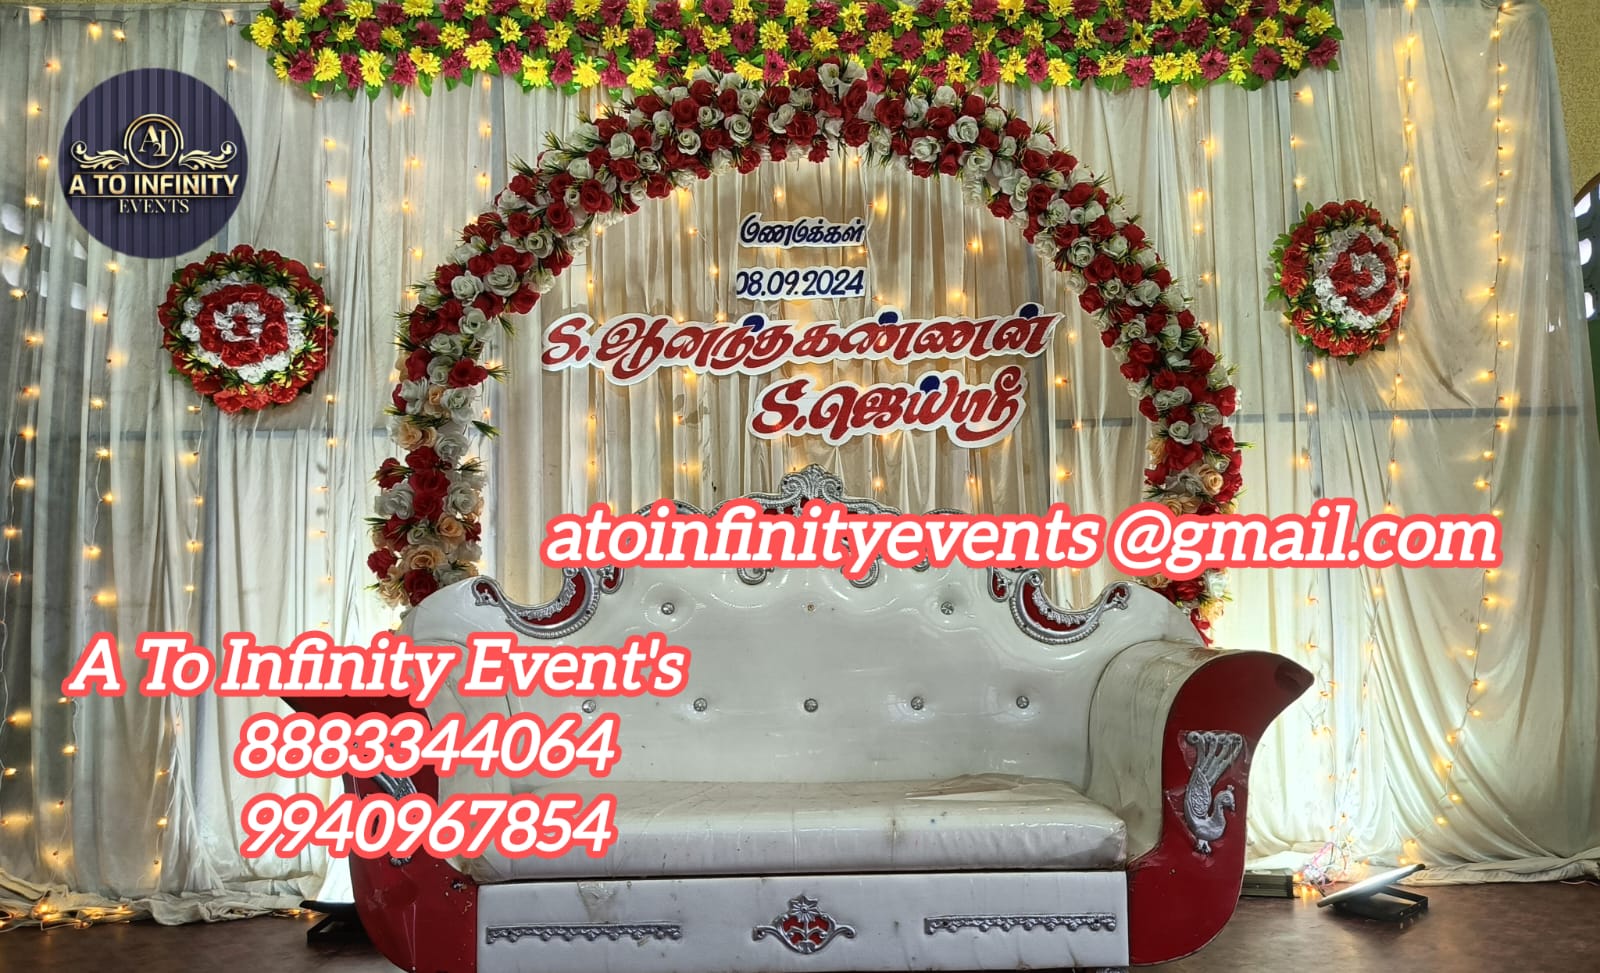 A2I
A TO INFINITY
EVENTS
மணமக்கள்
08.09.2024
S. ஆனந்தகண்ணன்
S. ஜெய்ஸ்ரீ
atoinfinityevents @gmail.com
A To Infinity Event's
8883344064
9940967854